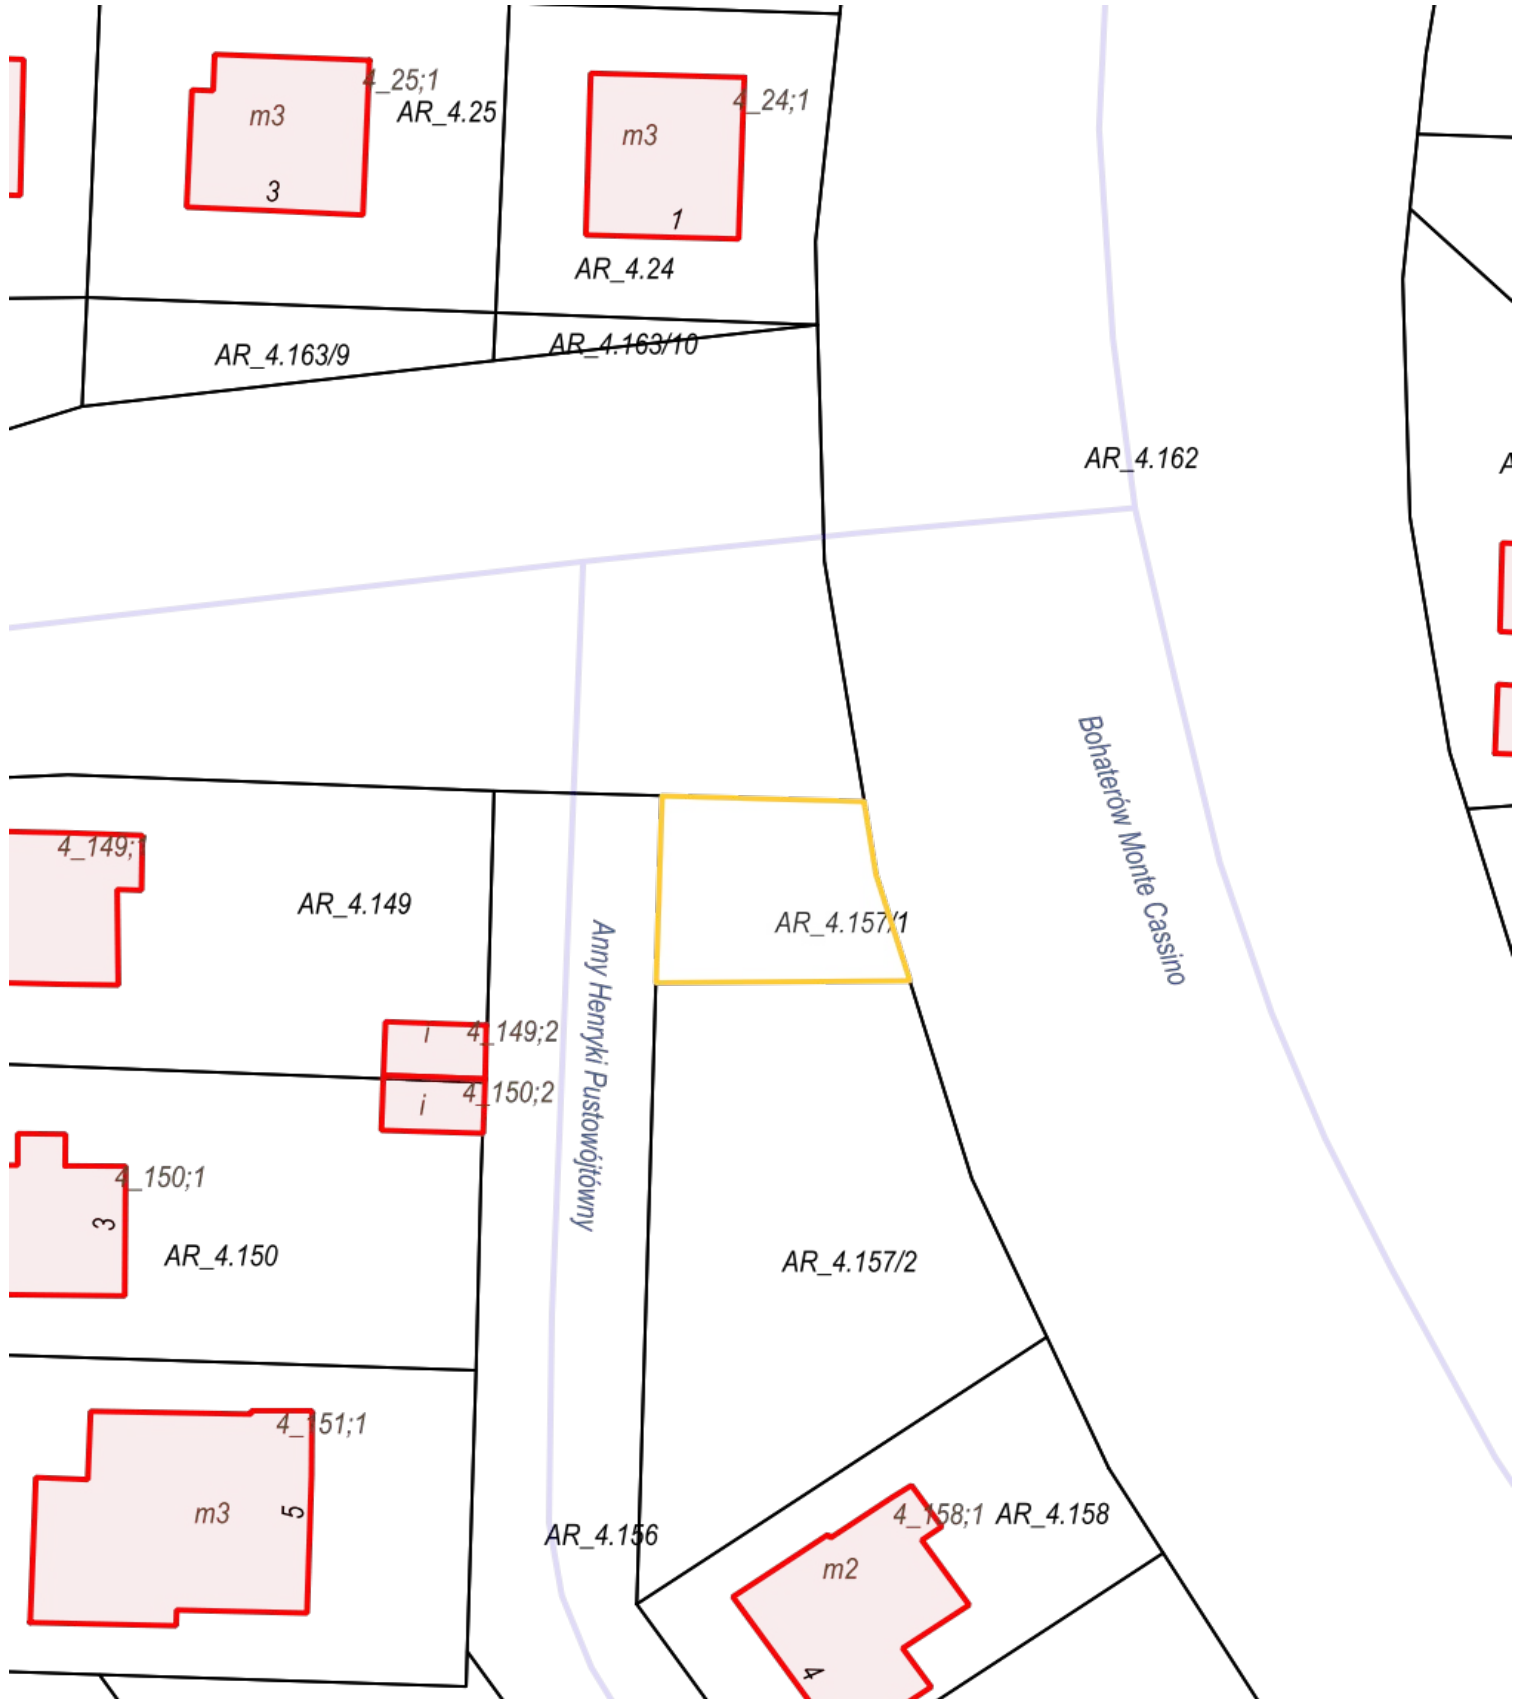 4_25;1
AR_4.25
m3
3
4_24;1
m3
1
AR_4.24
AR_4.163/9
AR_4.163/10
AR_4.162
Bohaterów Monte Cassino
4_149;1
AR_4.149
AR_4.157/1
Anny Henryki Pustowójtówny
i
4_149;2
i
4_150;2
4_150;1
3
AR_4.150
AR_4.157/2
4_151;1
m3
5
AR_4.156
4_158;1
AR_4.158
m2
4